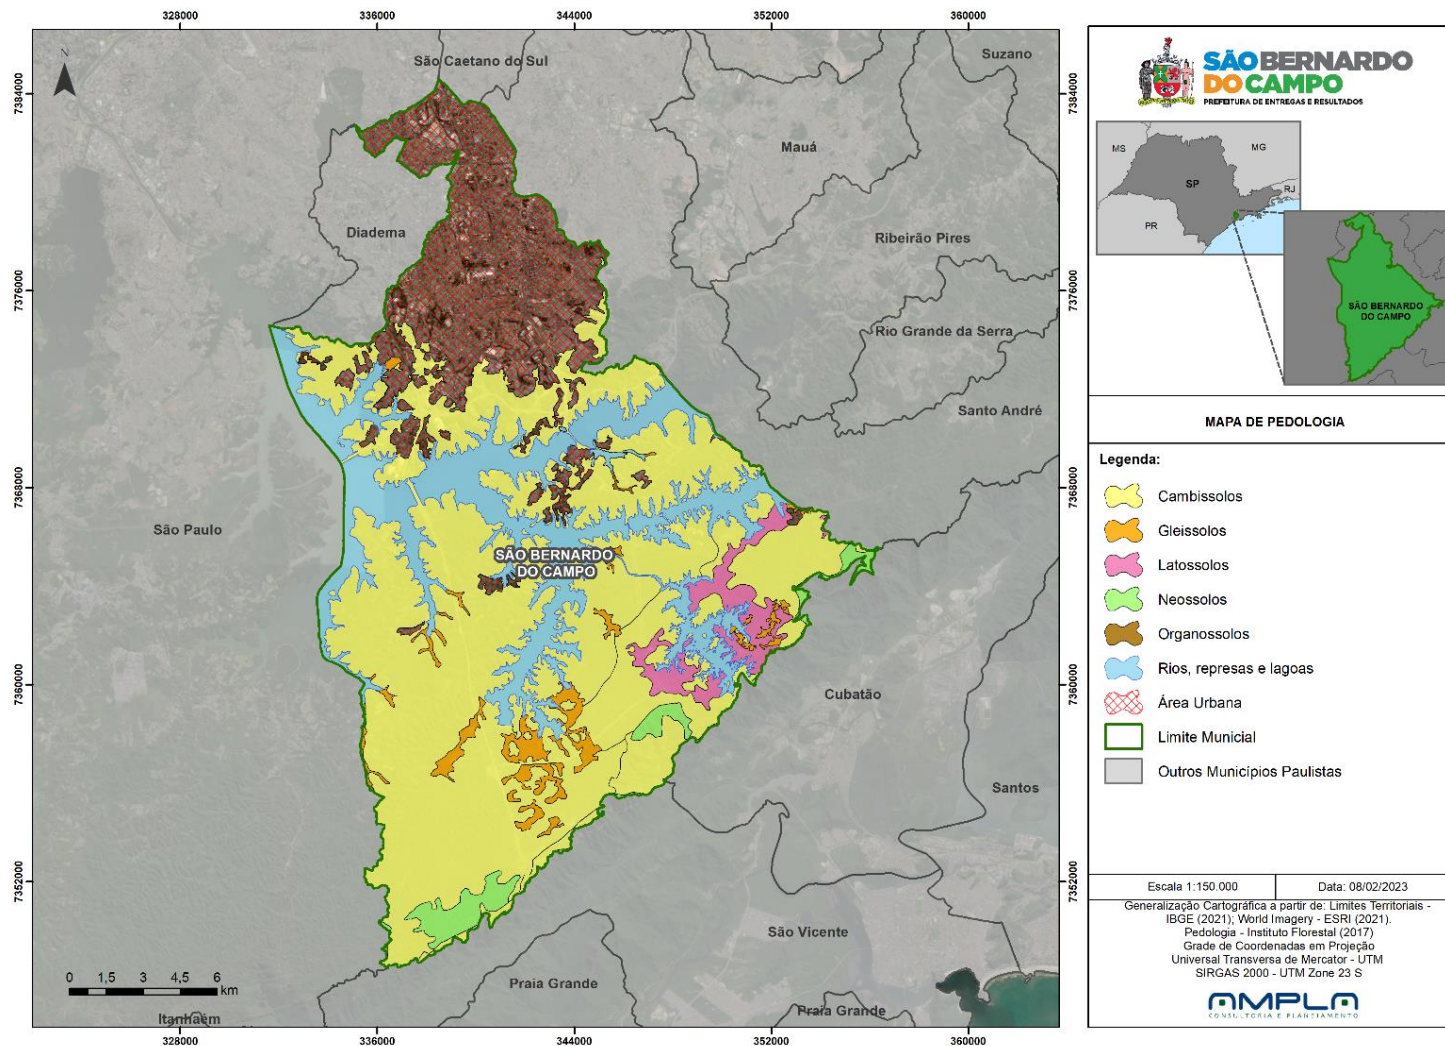 328000
336000
344000
352000
360000
N
São Caetano do Sul
Suzano
7384000
7384000
Mauá
Diadema
Ribeirão Pires
7376000
7376000
Rio Grande da Serra
Santo André
7368000
7368000
São Paulo
SÃO BERNARDO
DO CAMPO
7360000
7360000
Cubatão
Santos
7352000
7352000
São Vicente
Praia Grande
Praia Grande
Itanhaém
0 1,5 3 4,5 6
km
328000
336000
344000
352000
360000
SÃO BERNARDO
DO CAMPO
PREFEITURA DE ENTREGAS E RESULTADOS
MS
MG
SP
RJ
PR
SÃO BERNARDO
DO CAMPO
MAPA DE PEDOLOGIA
Legenda:
Cambissolos
Gleissolos
Latossolos
Neossolos
Organossolos
Rios, represas e lagoas
Área Urbana
Limite Municial
Outros Municípios Paulistas
Escala 1:150.000
Data: 08/02/2023
Generalização Cartográfica a partir de: Limites Territoriais -
IBGE (2021); World Imagery - ESRI (2021).
Pedologia - Instituto Florestal (2017)
Grade de Coordenadas em Projeção
Universal Transversa de Mercator - UTM
SIRGAS 2000 - UTM Zone 23 S
AMPLA
CONSULTORIA E PLANEJAMENTO